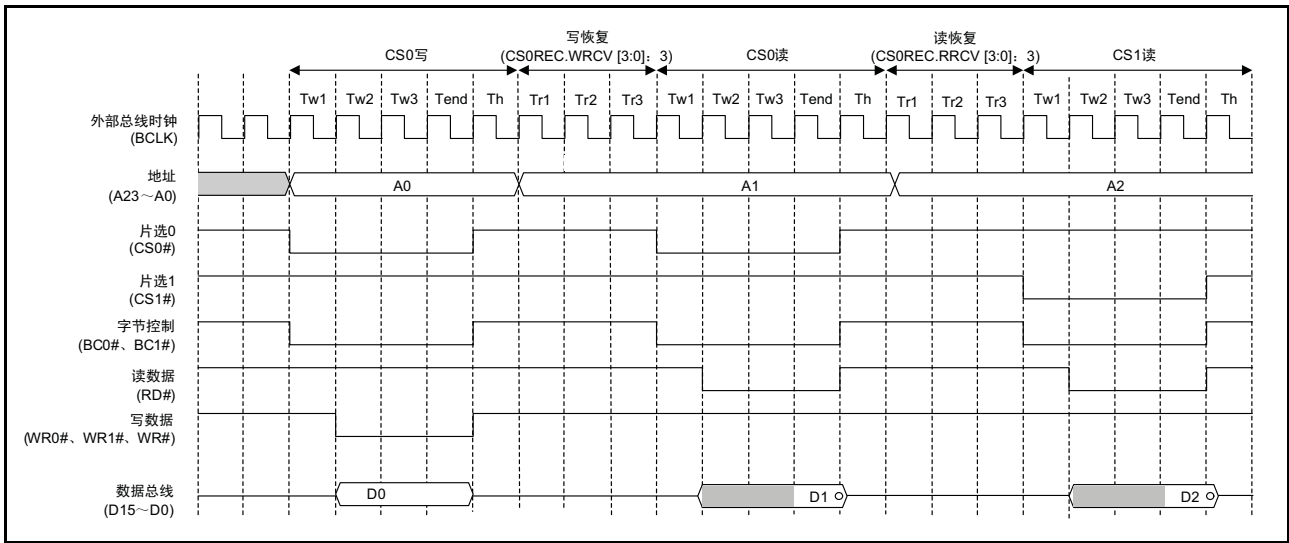 写恢复
CS0写 (CS0REC.WRCV [3:0]：3) CS0读
读恢复
(CS0REC.RRCV [3:0]：3) CS1读
Tw1 Tw2 Tw3 Tend Th Tr1 Tr2 Tr3 Tw1 Tw2 Tw3 Tend Th Tr1 Tr2 Tr3 Tw1 Tw2 Tw3 Tend Th
外部总线时钟
(BCLK)
地址
(A23～A0)
A0 A1 A2
片选0
(CS0#)
片选1
(CS1#)
字节控制
(BC0#、BC1#)
读数据
(RD#)
写数据
(WR0#、WR1#、WR#)
数据总线
(D15～D0)
D0 D1 D2